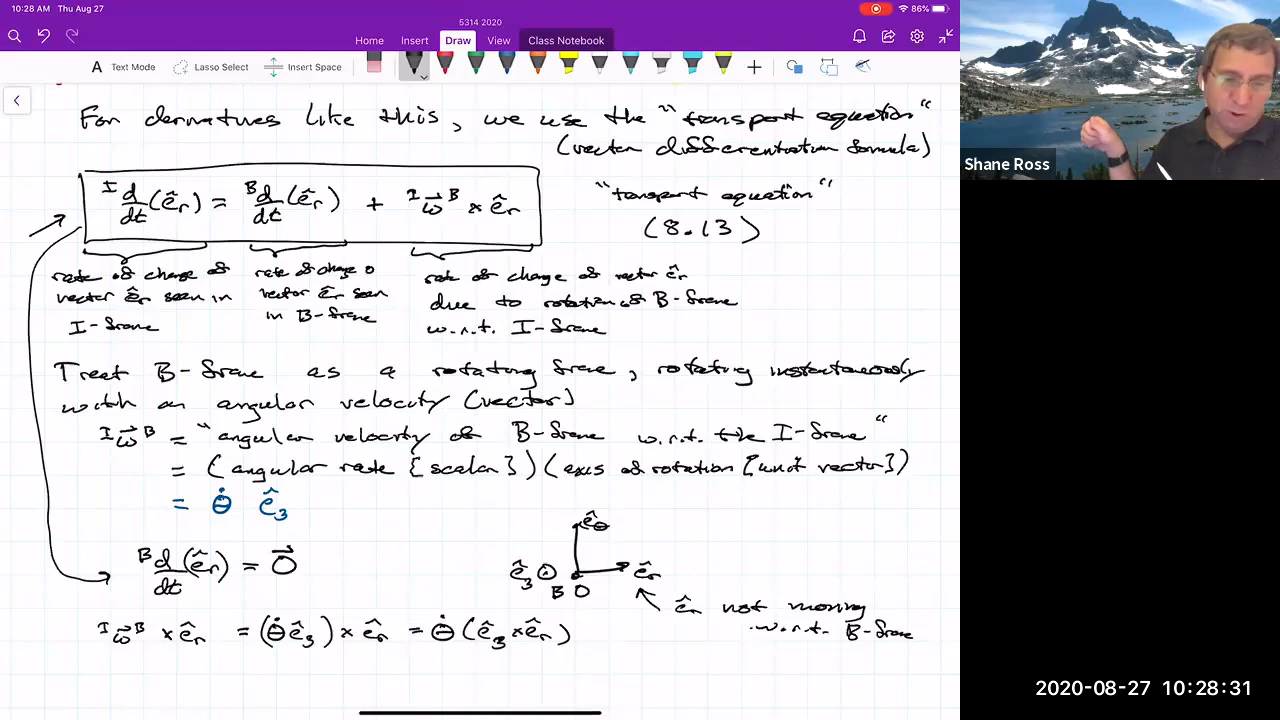 10:28 AM Thu Aug 27
86%
5314 2020
Home Insert Draw View Class Notebook
Text Mode Lasso Select Insert Space
For derivatives like this, we use the "transport equation"
(vector differentiation formula)
ᴵd/dt(êr) = ᴮd/dt(êr) + ᴵω⃗ᴮ × êr
"transport equation"
(8.13)
rate of change of vector êr seen in I-frame
rate of change o vector êr seen in B-frame
rate of change of vector êr due to rotation of B-frame w.r.t. I-frame
Treat B-frame as a rotating frame, rotating instantaneously
with an angular velocity (vector)
ᴵω⃗ᴮ = "angular velocity of B-frame w.r.t. the I-frame"
= (angular rate {scalar})(axis of rotation [unit vector])
= θ̇ ê₃
ᴮd/dt(êr) = 0⃗
êθ
ê₃ êr
B O
êr not moving
w.r.t. B-frame
ᴵω⃗ᴮ × êr = (θ̇ ê₃) × êr = θ̇ (ê₃ × êr)
Shane Ross
2020-08-27 10:28:31